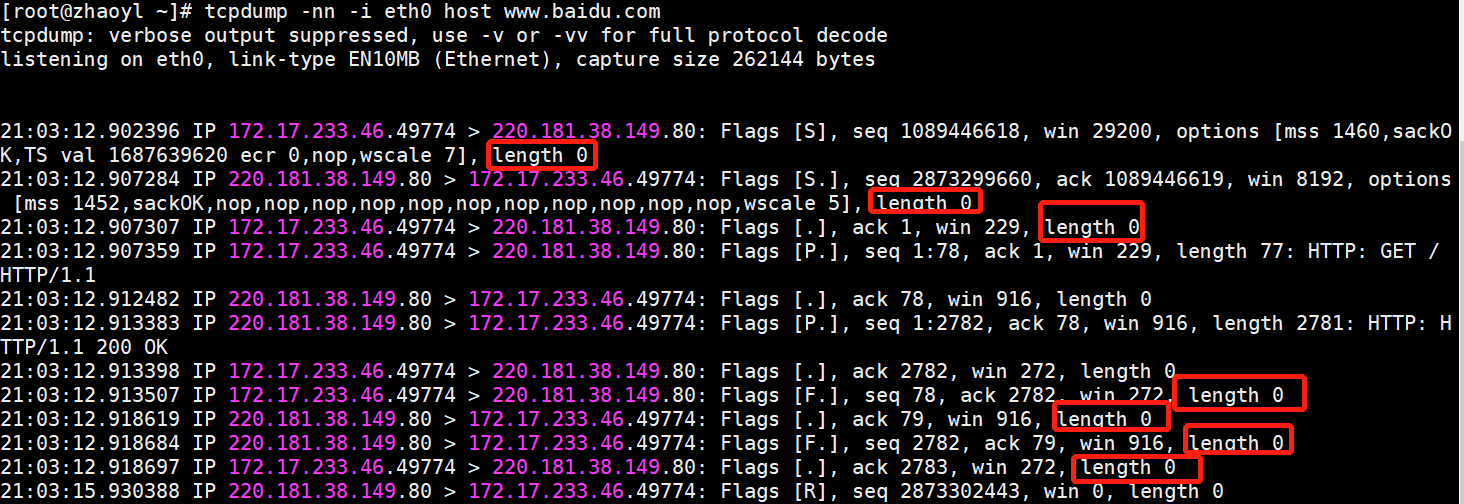 [root@zhaoyl ~]# tcpdump -nn -i eth0 host www.baidu.com
tcpdump: verbose output suppressed, use -v or -vv for full protocol decode
listening on eth0, link-type EN10MB (Ethernet), capture size 262144 bytes
21:03:12.902396 IP 172.17.233.46.49774 > 220.181.38.149.80: Flags [S], seq 1089446618, win 29200, options [mss 1460,sackO
K,TS val 1687639620 ecr 0,nop,wscale 7], length 0
21:03:12.907284 IP 220.181.38.149.80 > 172.17.233.46.49774: Flags [S.], seq 2873299660, ack 1089446619, win 8192, options
[mss 1452,sackOK,nop,nop,nop,nop,nop,nop,nop,nop,nop,nop,nop,wscale 5], length 0
21:03:12.907307 IP 172.17.233.46.49774 > 220.181.38.149.80: Flags [.], ack 1, win 229, length 0
21:03:12.907359 IP 172.17.233.46.49774 > 220.181.38.149.80: Flags [P.], seq 1:78, ack 1, win 229, length 77: HTTP: GET /
HTTP/1.1
21:03:12.912482 IP 220.181.38.149.80 > 172.17.233.46.49774: Flags [.], ack 78, win 916, length 0
21:03:12.913383 IP 220.181.38.149.80 > 172.17.233.46.49774: Flags [P.], seq 1:2782, ack 78, win 916, length 2781: HTTP: H
TTP/1.1 200 OK
21:03:12.913398 IP 172.17.233.46.49774 > 220.181.38.149.80: Flags [.], ack 2782, win 272, length 0
21:03:12.913507 IP 172.17.233.46.49774 > 220.181.38.149.80: Flags [F.], seq 78, ack 2782, win 272, length 0
21:03:12.918619 IP 220.181.38.149.80 > 172.17.233.46.49774: Flags [.], ack 79, win 916, length 0
21:03:12.918684 IP 220.181.38.149.80 > 172.17.233.46.49774: Flags [F.], seq 2782, ack 79, win 916, length 0
21:03:12.918697 IP 172.17.233.46.49774 > 220.181.38.149.80: Flags [.], ack 2783, win 272, length 0
21:03:15.930388 IP 220.181.38.149.80 > 172.17.233.46.49774: Flags [R], seq 2873302443, win 0, length 0